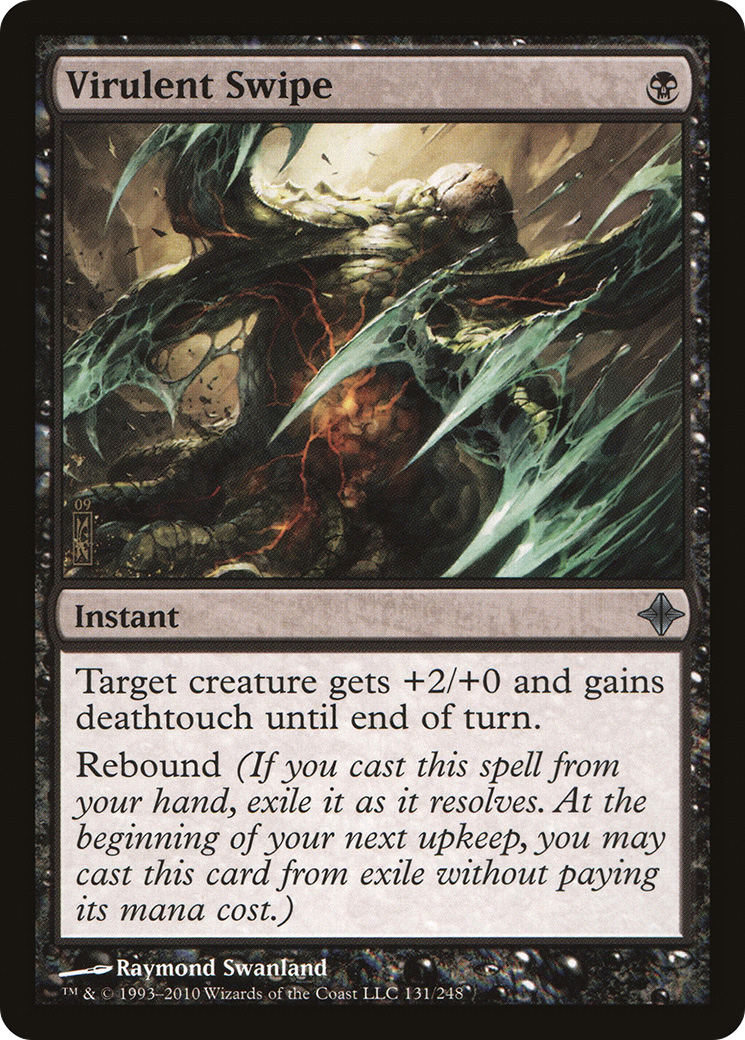 Virulent Swipe
09
Instant
Target creature gets +2/+0 and gains
deathtouch until end of turn.
Rebound (If you cast this spell from
your hand, exile it as it resolves. At the
beginning of your next upkeep, you may
cast this card from exile without paying
its mana cost.)
Raymond Swanland
™ & © 1993–2010 Wizards of the Coast LLC 131/248